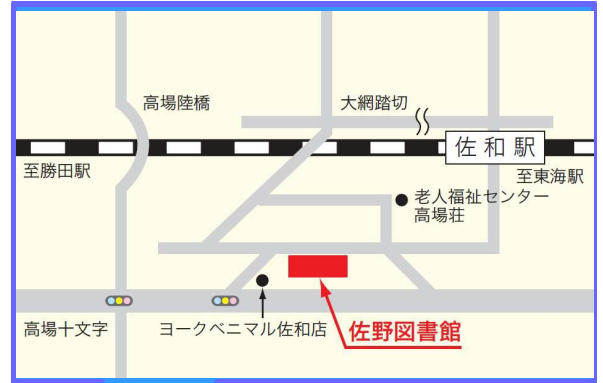 高場陸橋
大網踏切
佐和駅
至勝田駅
至東海駅
老人福祉センター
高場荘
高場十文字
ヨークベニマル佐和店
佐野図書館